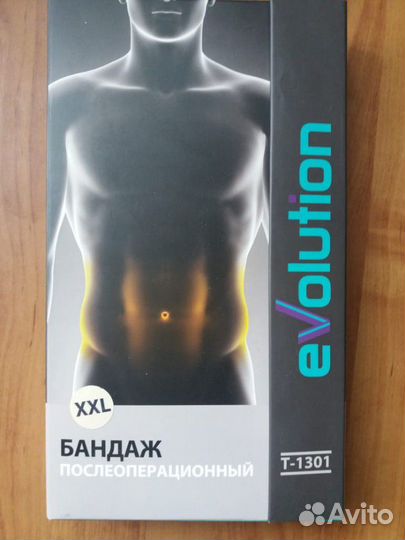 evolution
XXL
БАНДАЖ
ПОСЛЕОПЕРАЦИОННЫЙ
T-1301
Avito